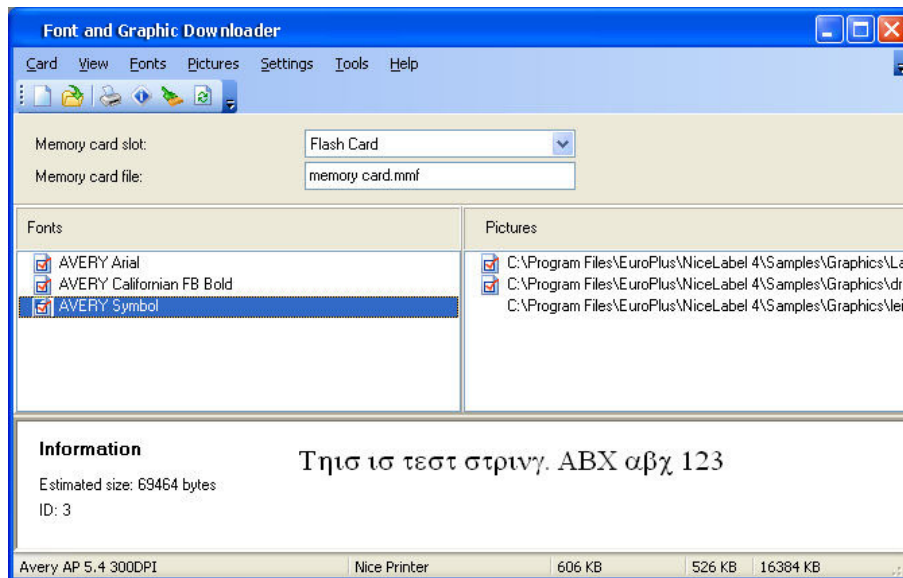 Font and Graphic Downloader
Card View Fonts Pictures Settings Tools Help
Memory card slot: Flash Card
Memory card file: memory card.mmf
Fonts Pictures
AVERY Arial
AVERY Californian FB Bold
AVERY Symbol
C:\Program Files\EuroPlus\NiceLabel 4\Samples\Graphics\La
C:\Program Files\EuroPlus\NiceLabel 4\Samples\Graphics\dr
C:\Program Files\EuroPlus\NiceLabel 4\Samples\Graphics\lei
Information
Estimated size: 69464 bytes
ID: 3
Τηισ ισ τεστ στρινγ. ΑΒΧ αβχ 123
Avery AP 5.4 300DPI Nice Printer 606 KB 526 KB 16384 KB